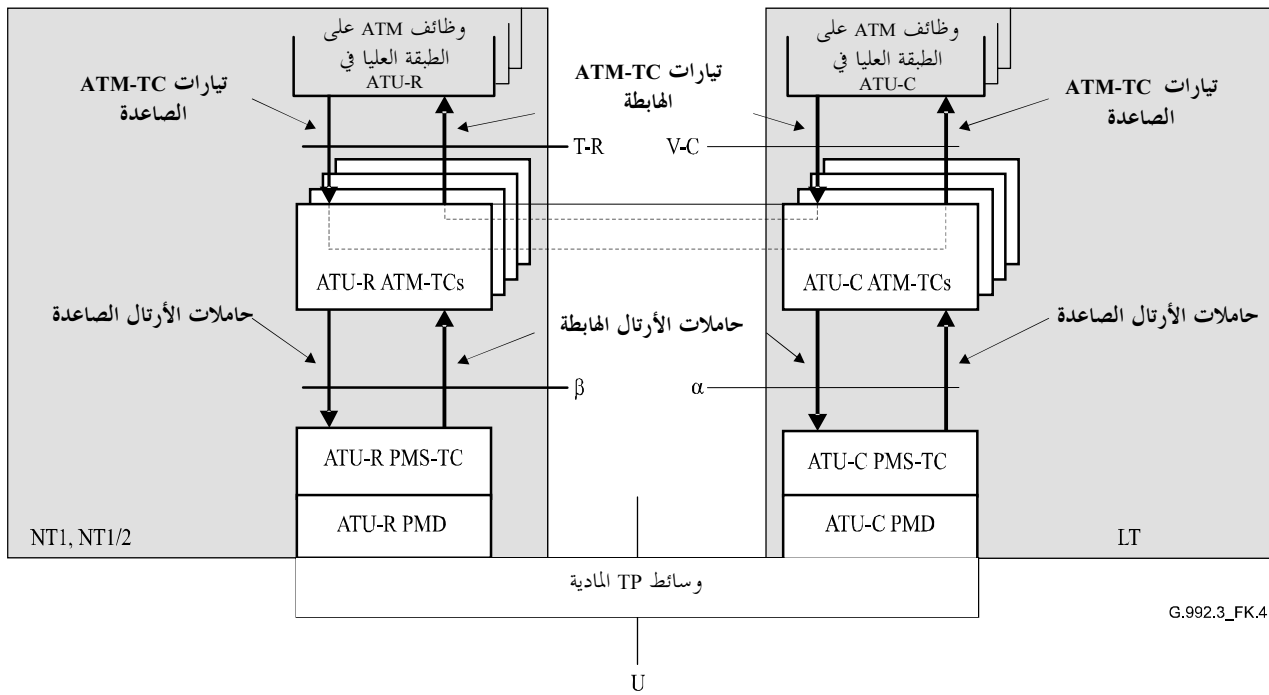 وظائف ATM على
الطبقة العليا في
ATU-R
وظائف ATM على
الطبقة العليا في
ATU-C
تيارات ATM-TC
الصاعدة
تيارات ATM-TC
الهابطة
تيارات ATM-TC
الصاعدة
T-R
V-C
ATU-R ATM-TCs
ATU-C ATM-TCs
حاملات الأرتال الصاعدة
حاملات الأرتال الهابطة
حاملات الأرتال الصاعدة
β
α
ATU-R PMS-TC
ATU-C PMS-TC
ATU-R PMD
ATU-C PMD
NT1, NT1/2
LT
وسائط TP المادية
G.992.3_FK.4
U